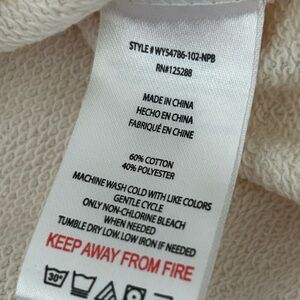 STYLE # WY54786-102-NPB
RN#125288
MADE IN CHINA
HECHO EN CHINA
FABRIQUÉ EN CHINE
60% COTTON
40% POLYESTER
MACHINE WASH COLD WITH LIKE COLORS
GENTLE CYCLE
ONLY NON-CHLORINE BLEACH
WHEN NEEDED
TUMBLE DRY LOW. LOW IRON IF NEEDED
KEEP AWAY FROM FIRE
30°